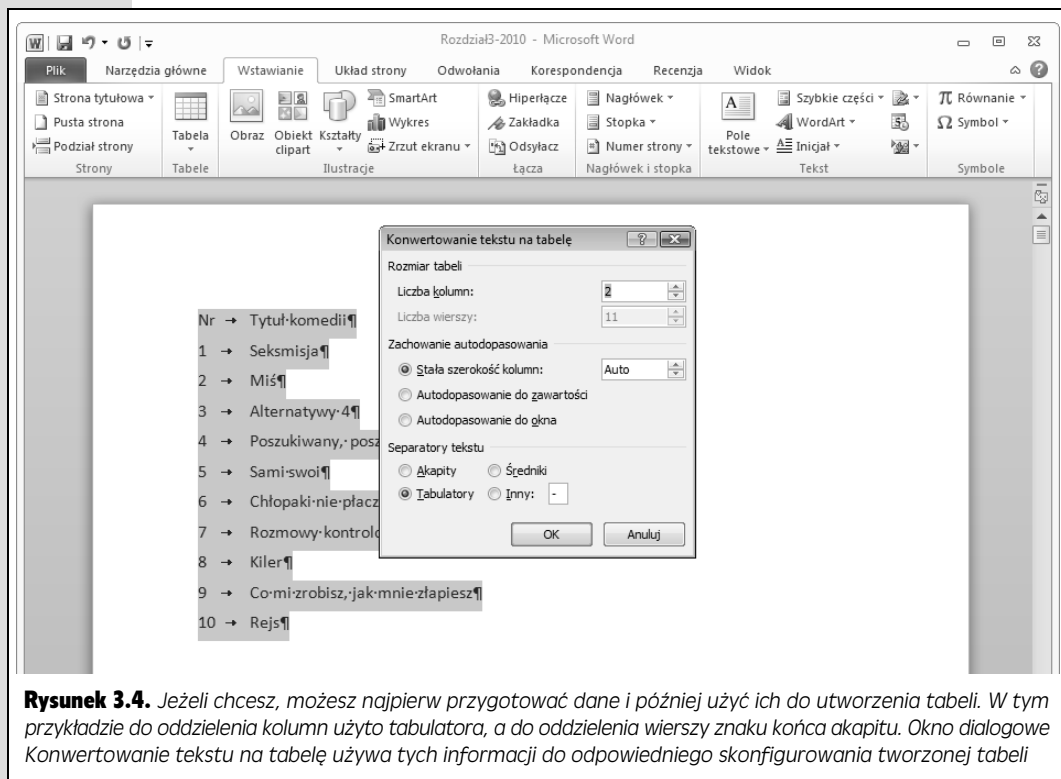 Rozdział3-2010 - Microsoft Word
Plik Narzędzia główne Wstawianie Układ strony Odwołania Korespondencja Recenzja Widok
Strona tytułowa
Pusta strona
Podział strony
Strony
Tabela
Tabele
Obraz
Obiekt clipart
Kształty
SmartArt
Wykres
Zrzut ekranu
Ilustracje
Hiperłącze
Zakładka
Odsyłacz
Łącza
Nagłówek
Stopka
Numer strony
Nagłówek i stopka
Pole tekstowe
Szybkie części
WordArt
Inicjał
Tekst
Równanie
Symbol
Symbole
Nr → Tytuł·komedii¶
1 → Seksmisja¶
2 → Miś¶
3 → Alternatywy·4¶
4 → Poszukiwany,·posz
5 → Sami·swoi¶
6 → Chłopaki·nie·płacz
7 → Rozmowy·kontrolo
8 → Kiler¶
9 → Co·mi·zrobisz,·jak·mnie·złapiesz¶
10 → Rejs¶
Konwertowanie tekstu na tabelę
Rozmiar tabeli
Liczba kolumn: 2
Liczba wierszy: 11
Zachowanie autodopasowania
Stała szerokość kolumn: Auto
Autodopasowanie do zawartości
Autodopasowanie do okna
Separatory tekstu
Akapity Średniki
Tabulatory Inny: -
OK Anuluj
Rysunek 3.4. Jeżeli chcesz, możesz najpierw przygotować dane i później użyć ich do utworzenia tabeli. W tym
przykładzie do oddzielenia kolumn użyto tabulatora, a do oddzielenia wierszy znaku końca akapitu. Okno dialogowe
Konwertowanie tekstu na tabelę używa tych informacji do odpowiedniego skonfigurowania tworzonej tabeli